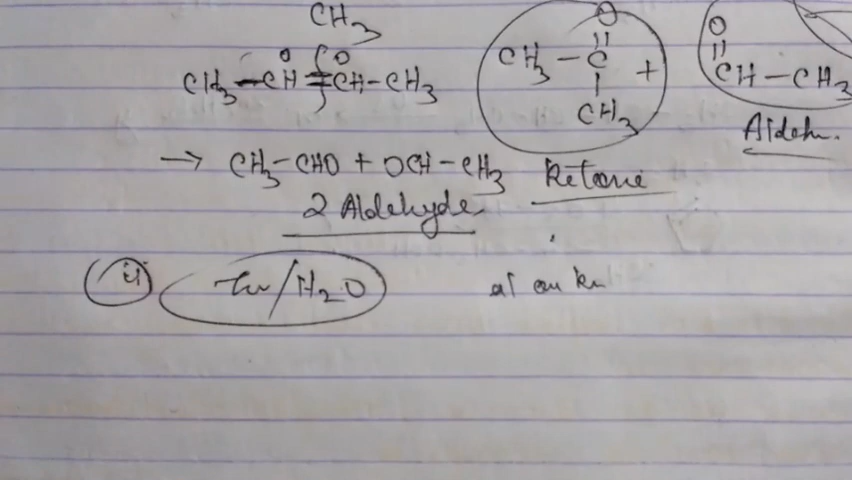 CH3
CH3-CH=CH-CH3
O O
CH3-C+
O
CH3
O
CH-CH3
Aldeh.
→ CH3-CHO + OCH-CH3
Ketone
2 Aldehyde
ii
/H2O